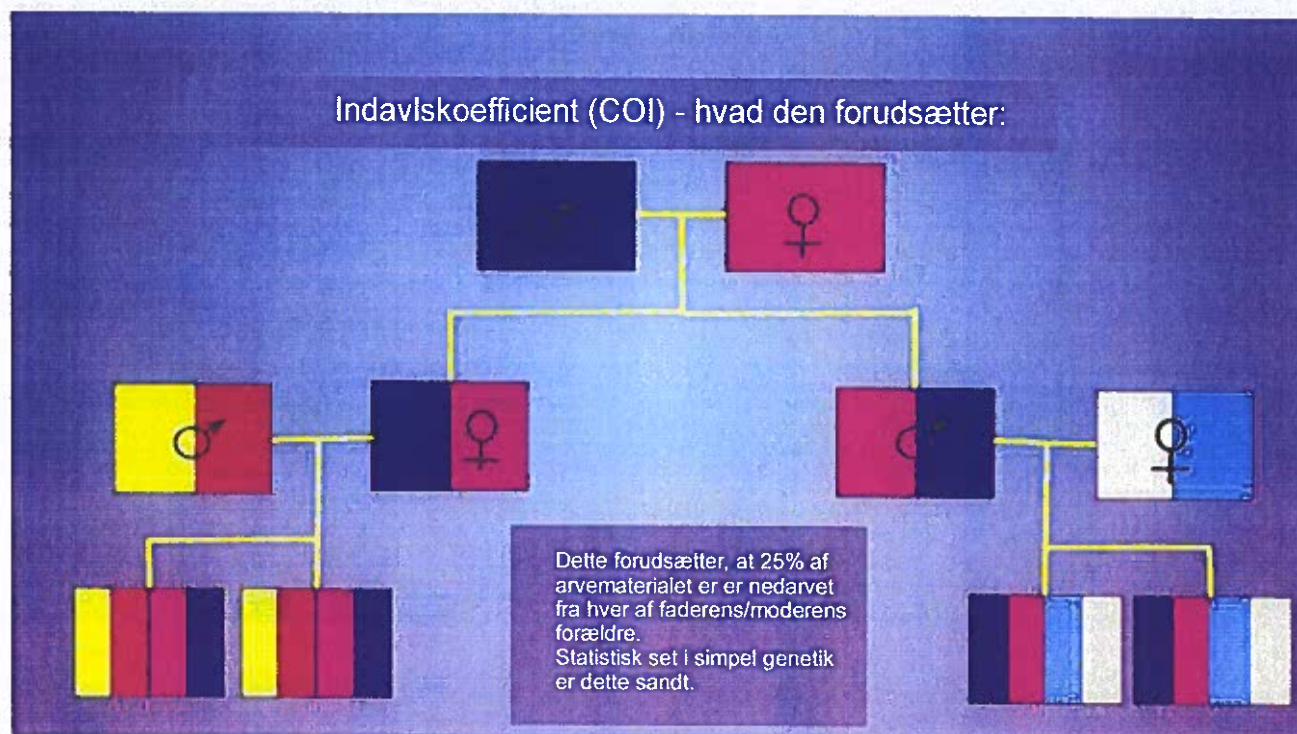 Indavlskoefficient (COI) - hvad den forudsætter:
Dette forudsætter, at 25% af
arvematerialet er er nedarvet
fra hver af faderens/moderens
forældre.
Statistisk set i simpel genetik
er dette sandt.